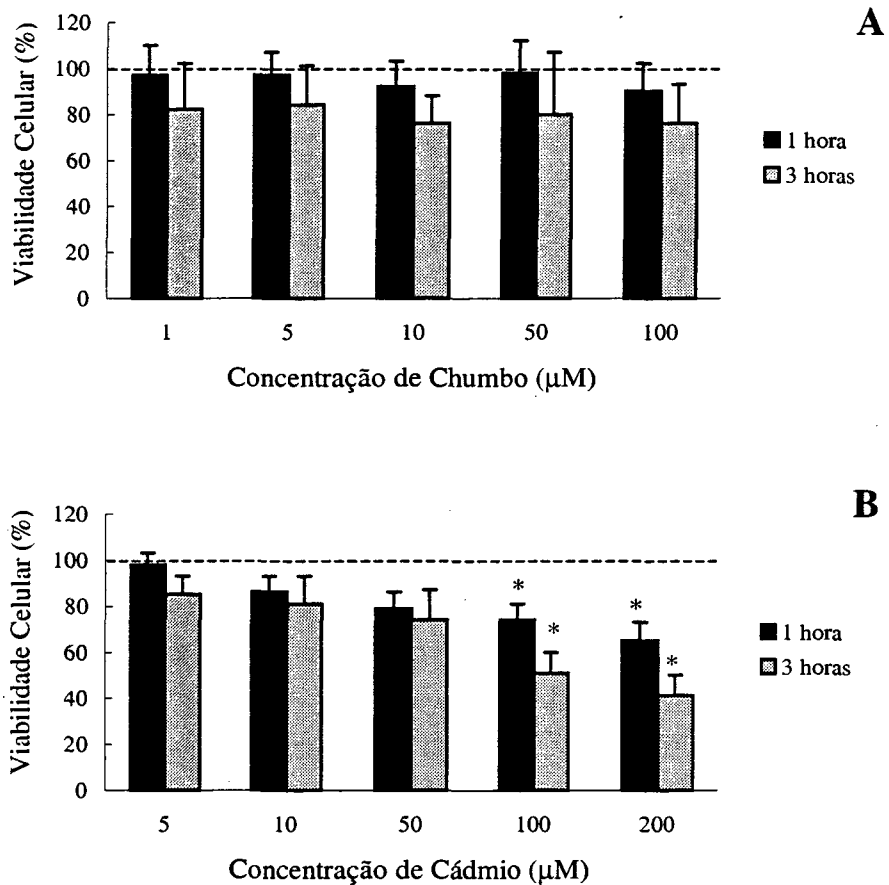 A
Viabilidade Celular (%)
120
100
80
60
40
20
0
1 5 10 50 100
Concentração de Chumbo (µM)
1 hora
3 horas
B
Viabilidade Celular (%)
120
100
80
60
40
20
0
* * * *
5 10 50 100 200
Concentração de Cádmio (µM)
1 hora
3 horas